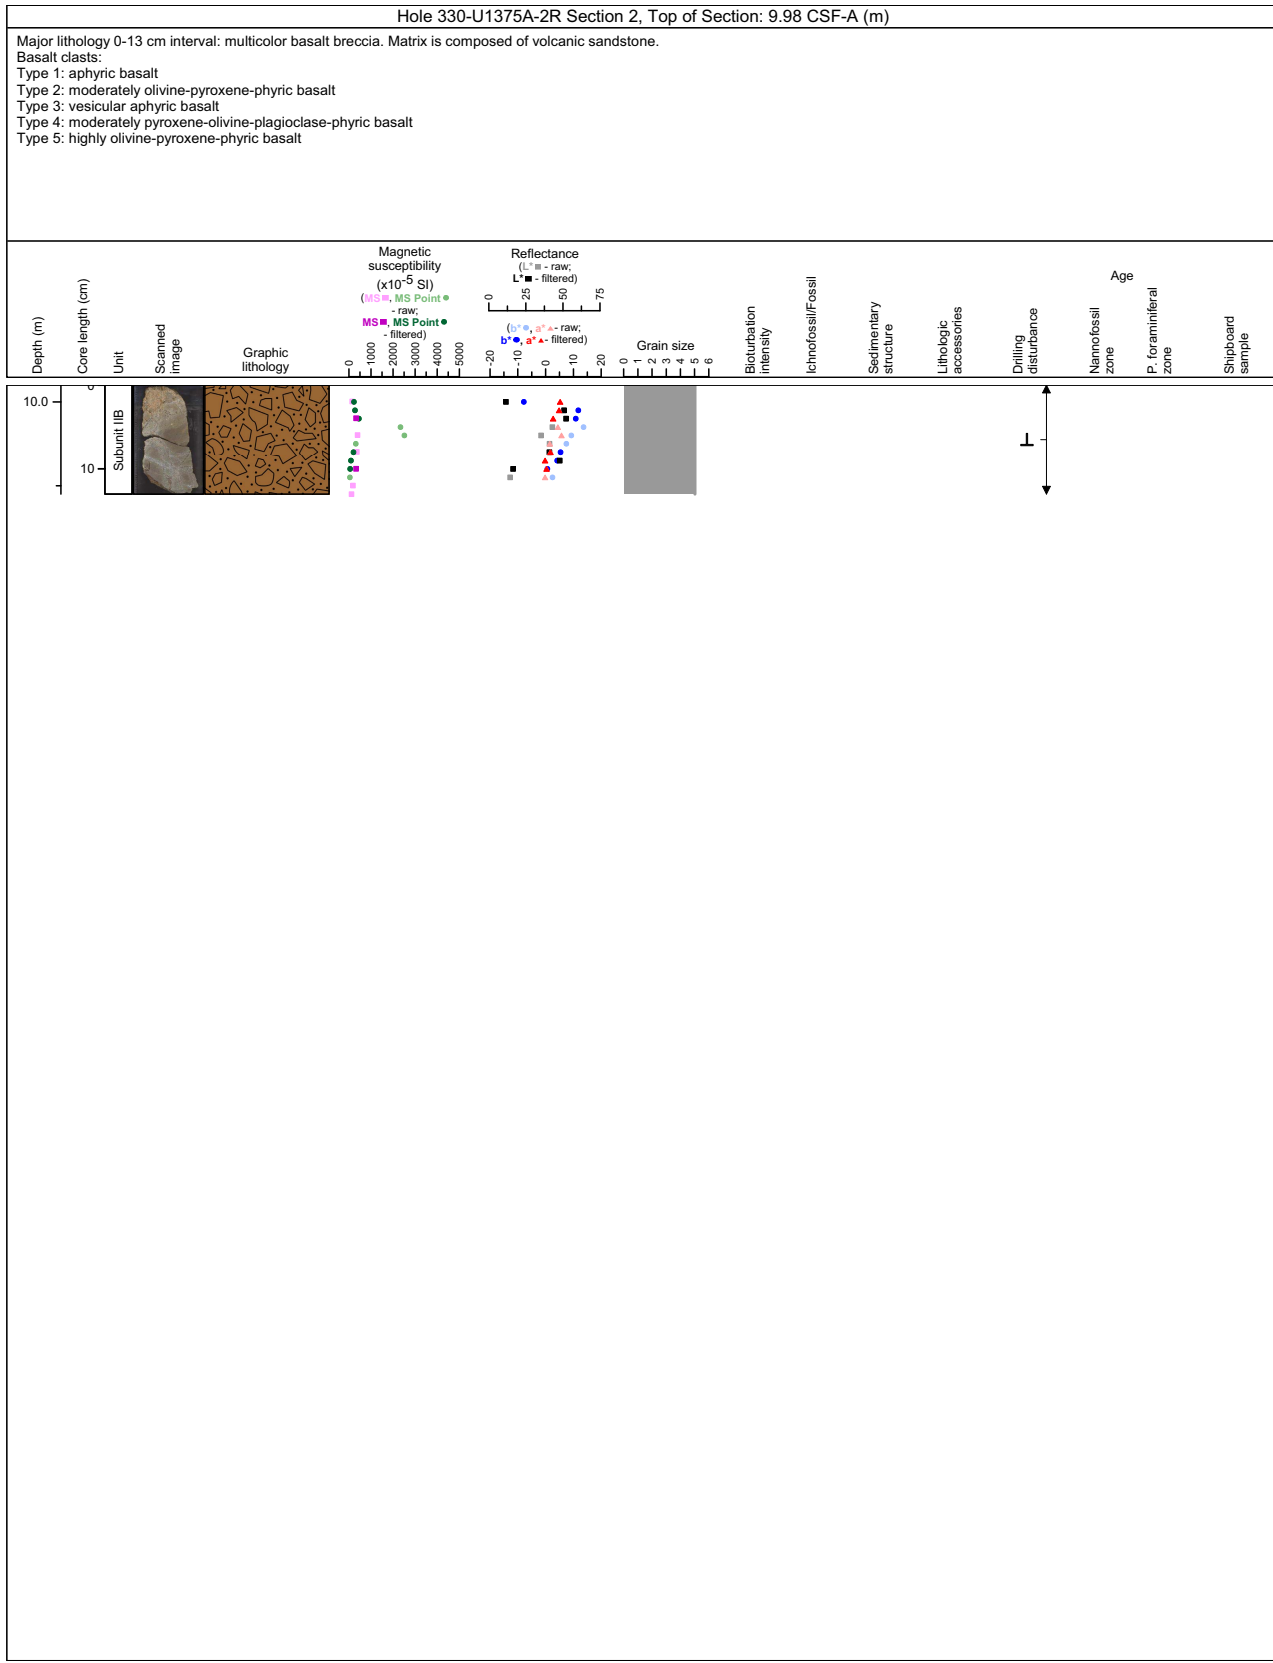 Hole 330-U1375A-2R Section 2, Top of Section: 9.98 CSF-A (m)
Major lithology 0-13 cm interval: multicolor basalt breccia. Matrix is composed of volcanic sandstone.
Basalt clasts:
Type 1: aphyric basalt
Type 2: moderately olivine-pyroxene-phyric basalt
Type 3: vesicular aphyric basalt
Type 4: moderately pyroxene-olivine-plagioclase-phyric basalt
Type 5: highly olivine-pyroxene-phyric basalt
Depth (m)
Core length (cm)
Unit
Scanned
image
Graphic
lithology
Magnetic
susceptibility
(x10-5 SI)
(MS■, MS Point●
- raw;
MS■, MS Point●
- filtered)
0 1000 2000 3000 4000 5000
Reflectance
(L*■ - raw;
L*■ - filtered)
0 25 50 75
(b*●, a*▲- raw;
b*●, a*▲- filtered)
-20 -10 0 10 20
Grain size
0 1 2 3 4 5 6
Bioturbation
intensity
Ichnofossil/Fossil
Sedimentary
structure
Lithologic
accessories
Drilling
disturbance
Age
Nannofossil
zone
P. foraminiferal
zone
Shipboard
sample
0
10.0
10
Subunit IIB